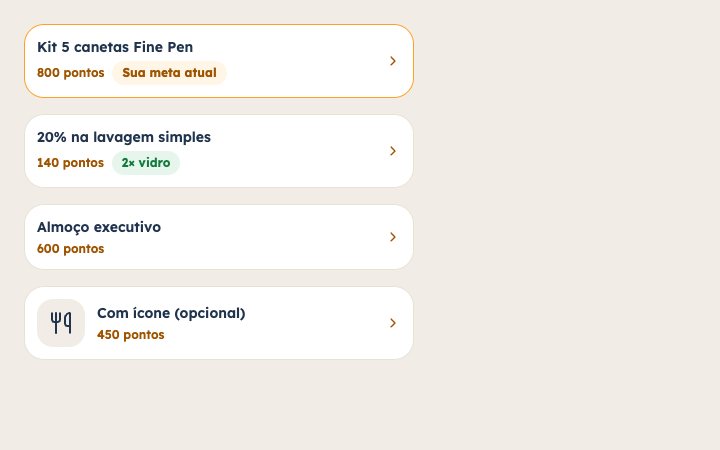 Kit 5 canetas Fine Pen
800 pontos Sua meta atual
20% na lavagem simples
140 pontos 2× vidro
Almoço executivo
600 pontos
Com ícone (opcional)
450 pontos